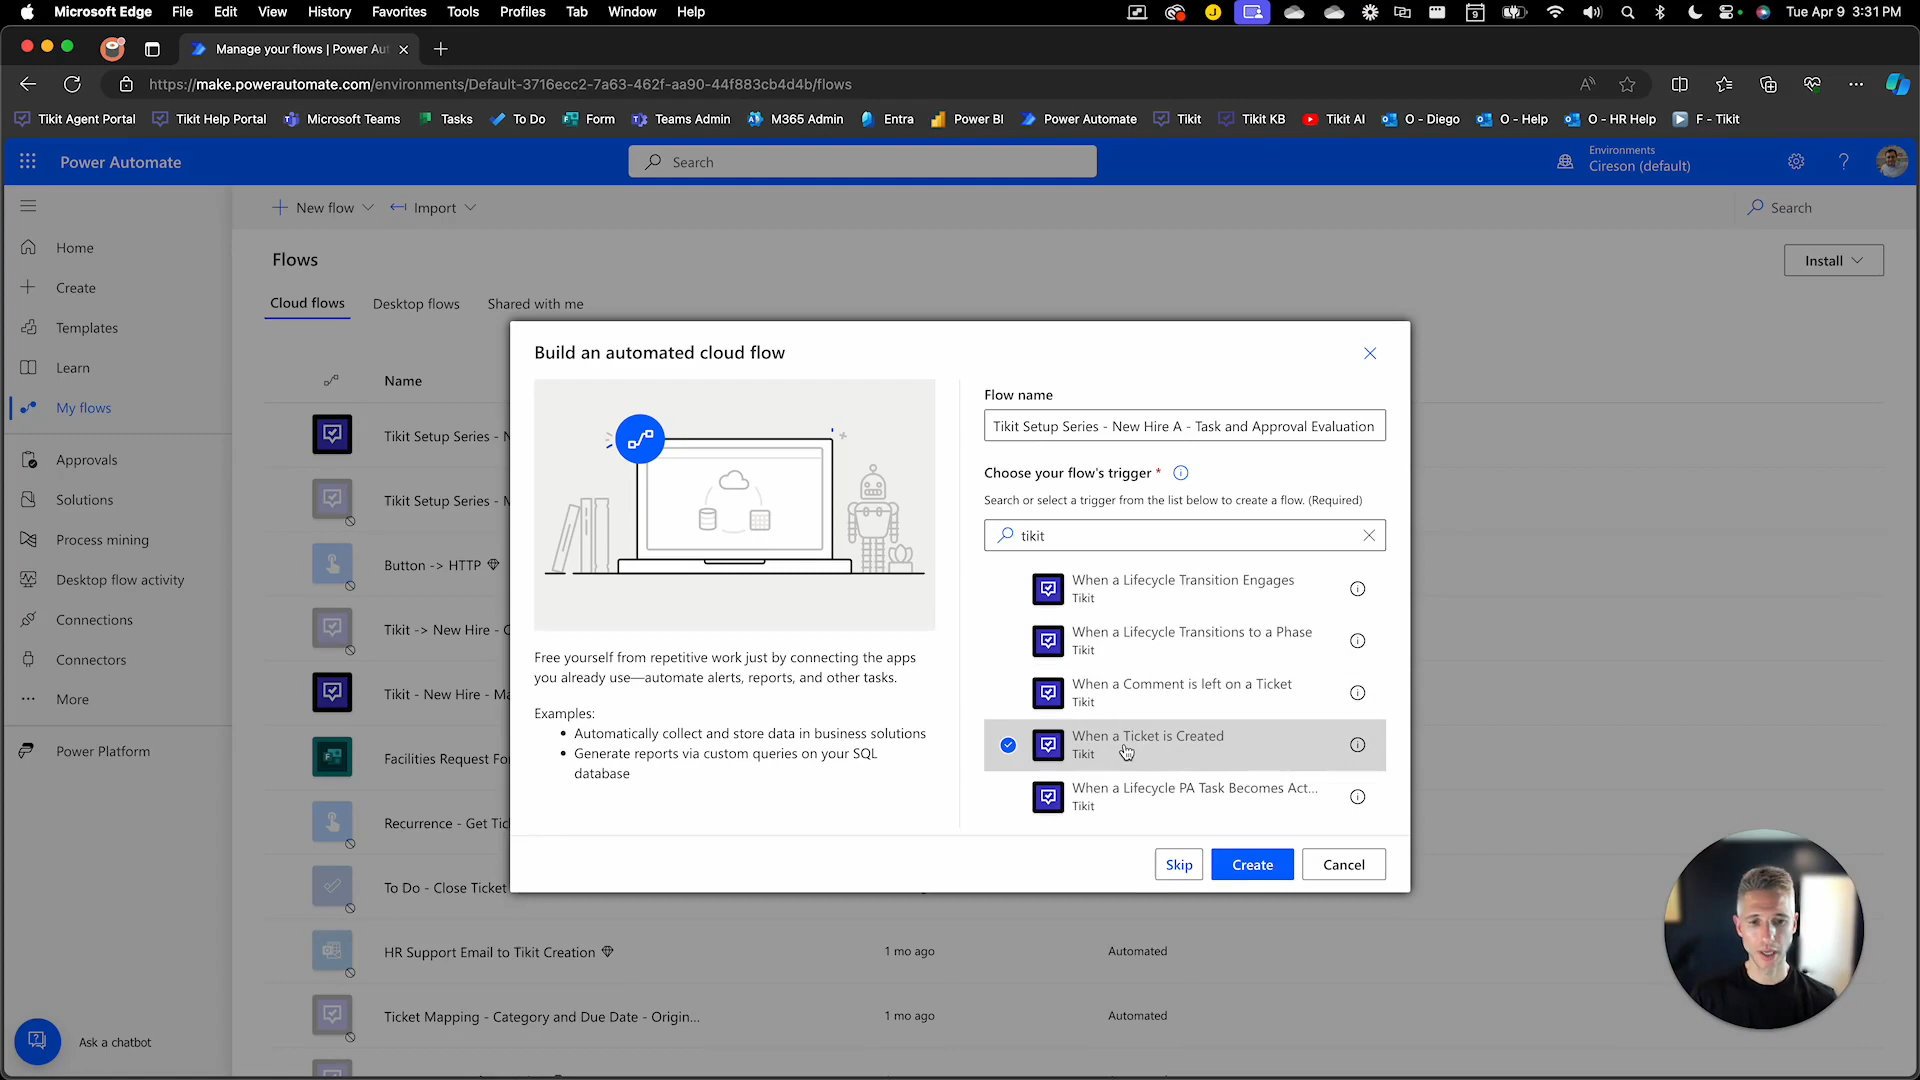 Microsoft Edge File Edit View History Favorites Tools Profiles Tab Window Help
9
Tue Apr 9 3:31 PM
Manage your flows | Power Au
https://make.powerautomate.com/environments/Default-3716ecc2-7a63-462f-aa90-44f883cb4d4b/flows
Tikit Agent Portal Tikit Help Portal Microsoft Teams Tasks To Do Form Teams Admin M365 Admin Entra Power BI Power Automate Tikit Tikit KB Tikit AI O - Diego O - Help O - HR Help F - Tikit
Power Automate
Search
Environments
Cireson (default)
New flow
Import
Search
Home
Create
Templates
Learn
My flows
Approvals
Solutions
Process mining
Desktop flow activity
Connections
Connectors
More
Power Platform
Ask a chatbot
Flows
Install
Cloud flows Desktop flows Shared with me
Name
Tikit Setup Series - N
Tikit Setup Series - M
Button -> HTTP
Tikit -> New Hire -
Tikit - New Hire - Ma
Facilities Request Fo
Recurrence - Get Tic
To Do - Close Ticket
HR Support Email to Tikit Creation 1 mo ago Automated
Ticket Mapping - Category and Due Date - Origin... 1 mo ago Automated
Build an automated cloud flow
Free yourself from repetitive work just by connecting the apps
you already use—automate alerts, reports, and other tasks.
Examples:
• Automatically collect and store data in business solutions
• Generate reports via custom queries on your SQL
database
Flow name
Tikit Setup Series - New Hire A - Task and Approval Evaluation
Choose your flow's trigger *
Search or select a trigger from the list below to create a flow. (Required)
tikit
When a Lifecycle Transition Engages
Tikit
When a Lifecycle Transitions to a Phase
Tikit
When a Comment is left on a Ticket
Tikit
When a Ticket is Created
Tikit
When a Lifecycle PA Task Becomes Act...
Tikit
Skip
Create
Cancel